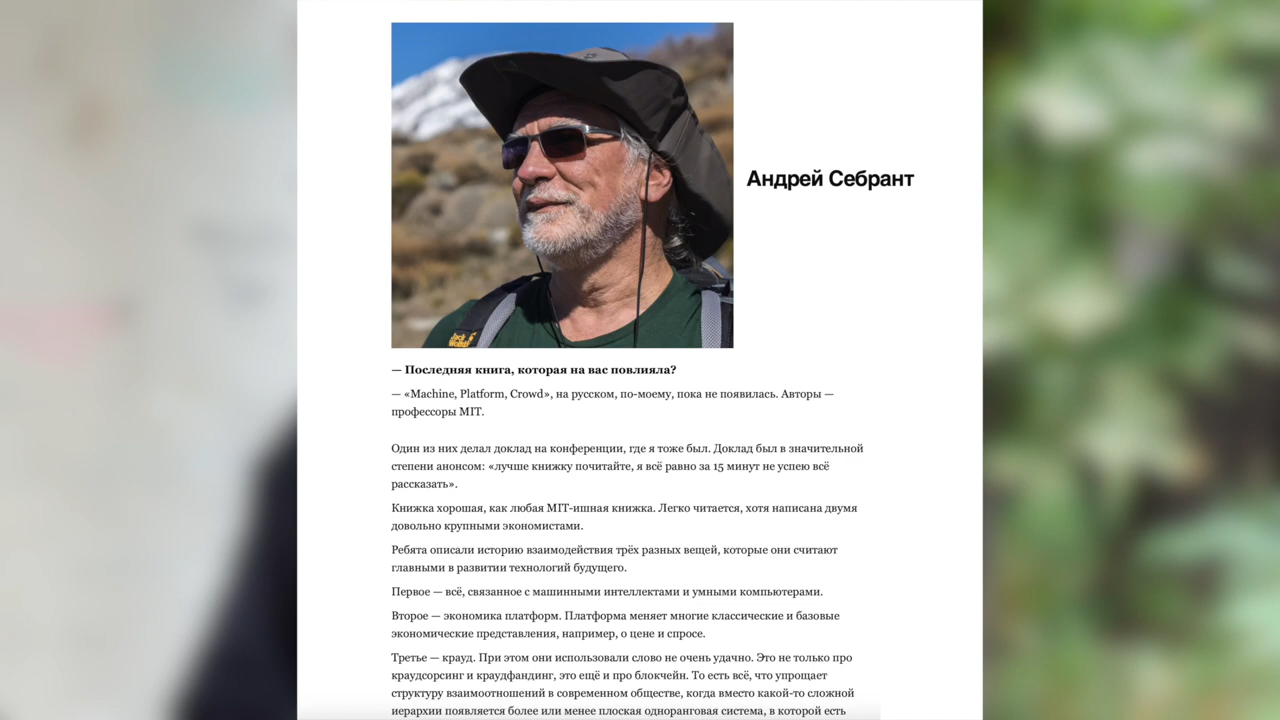 Андрей Себрант
Jack
Wolfskin
— Последняя книга, которая на вас повлияла?
— «Machine, Platform, Crowd», на русском, по-моему, пока не появилась. Авторы —
профессоры MIT.
Один из них делал доклад на конференции, где я тоже был. Доклад был в значительной
степени анонсом: «лучше книжку почитайте, я всё равно за 15 минут не успею всё
рассказать».
Книжка хорошая, как любая MIT-ишная книжка. Легко читается, хотя написана двумя
довольно крупными экономистами.
Ребята описали историю взаимодействия трёх разных вещей, которые они считают
главными в развитии технологий будущего.
Первое — всё, связанное с машинными интеллектами и умными компьютерами.
Второе — экономика платформ. Платформа меняет многие классические и базовые
экономические представления, например, о цене и спросе.
Третье — крауд. При этом они использовали слово не очень удачно. Это не только про
краудсорсинг и краудфандинг, это ещё и про блокчейн. То есть всё, что упрощает
структуру взаимоотношений в современном обществе, когда вместо какой-то сложной
иерархии появляется более или менее плоская одноранговая система, в которой есть